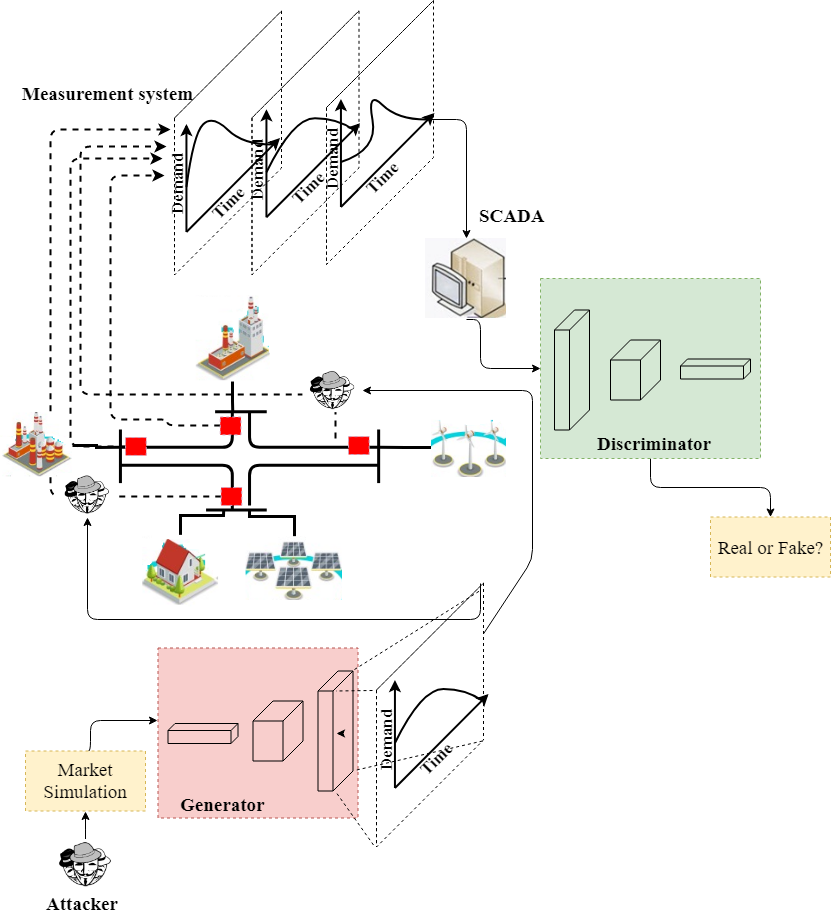 Measurement system
Demand
Time
Demand
Time
Demand
Time
SCADA
Discriminator
Real or Fake?
Demand
Time
Generator
Market
Simulation
Attacker